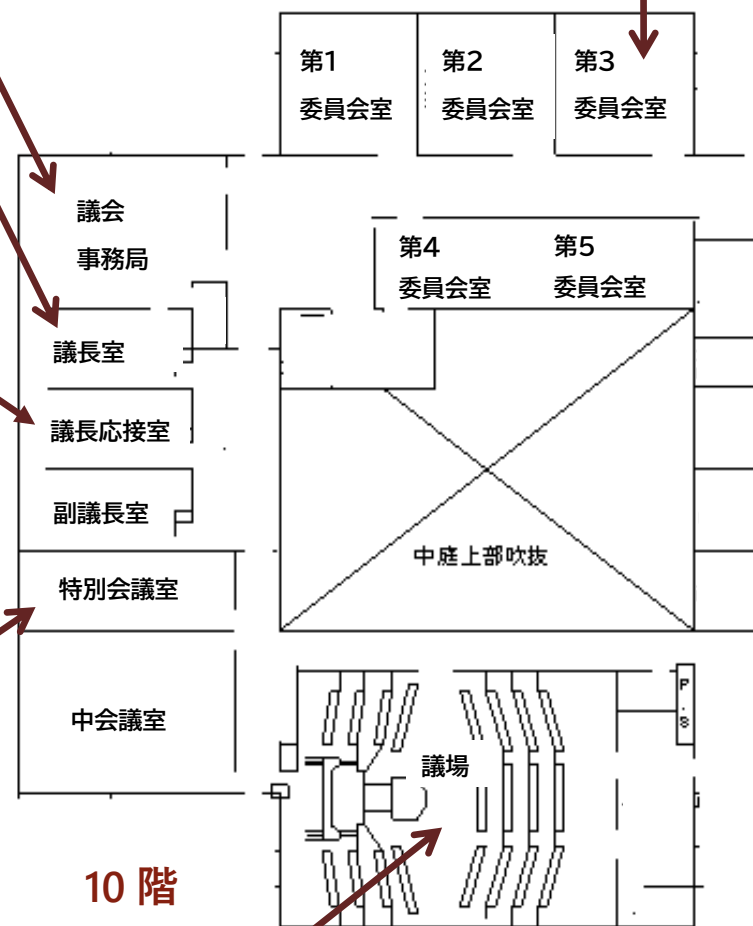 第1
委員会室
第2
委員会室
第3
委員会室
議会
事務局
第4
委員会室
第5
委員会室
議長室
議長応接室
副議長室
中庭上部吹抜
特別会議室
中会議室
P.S
議場
10 階